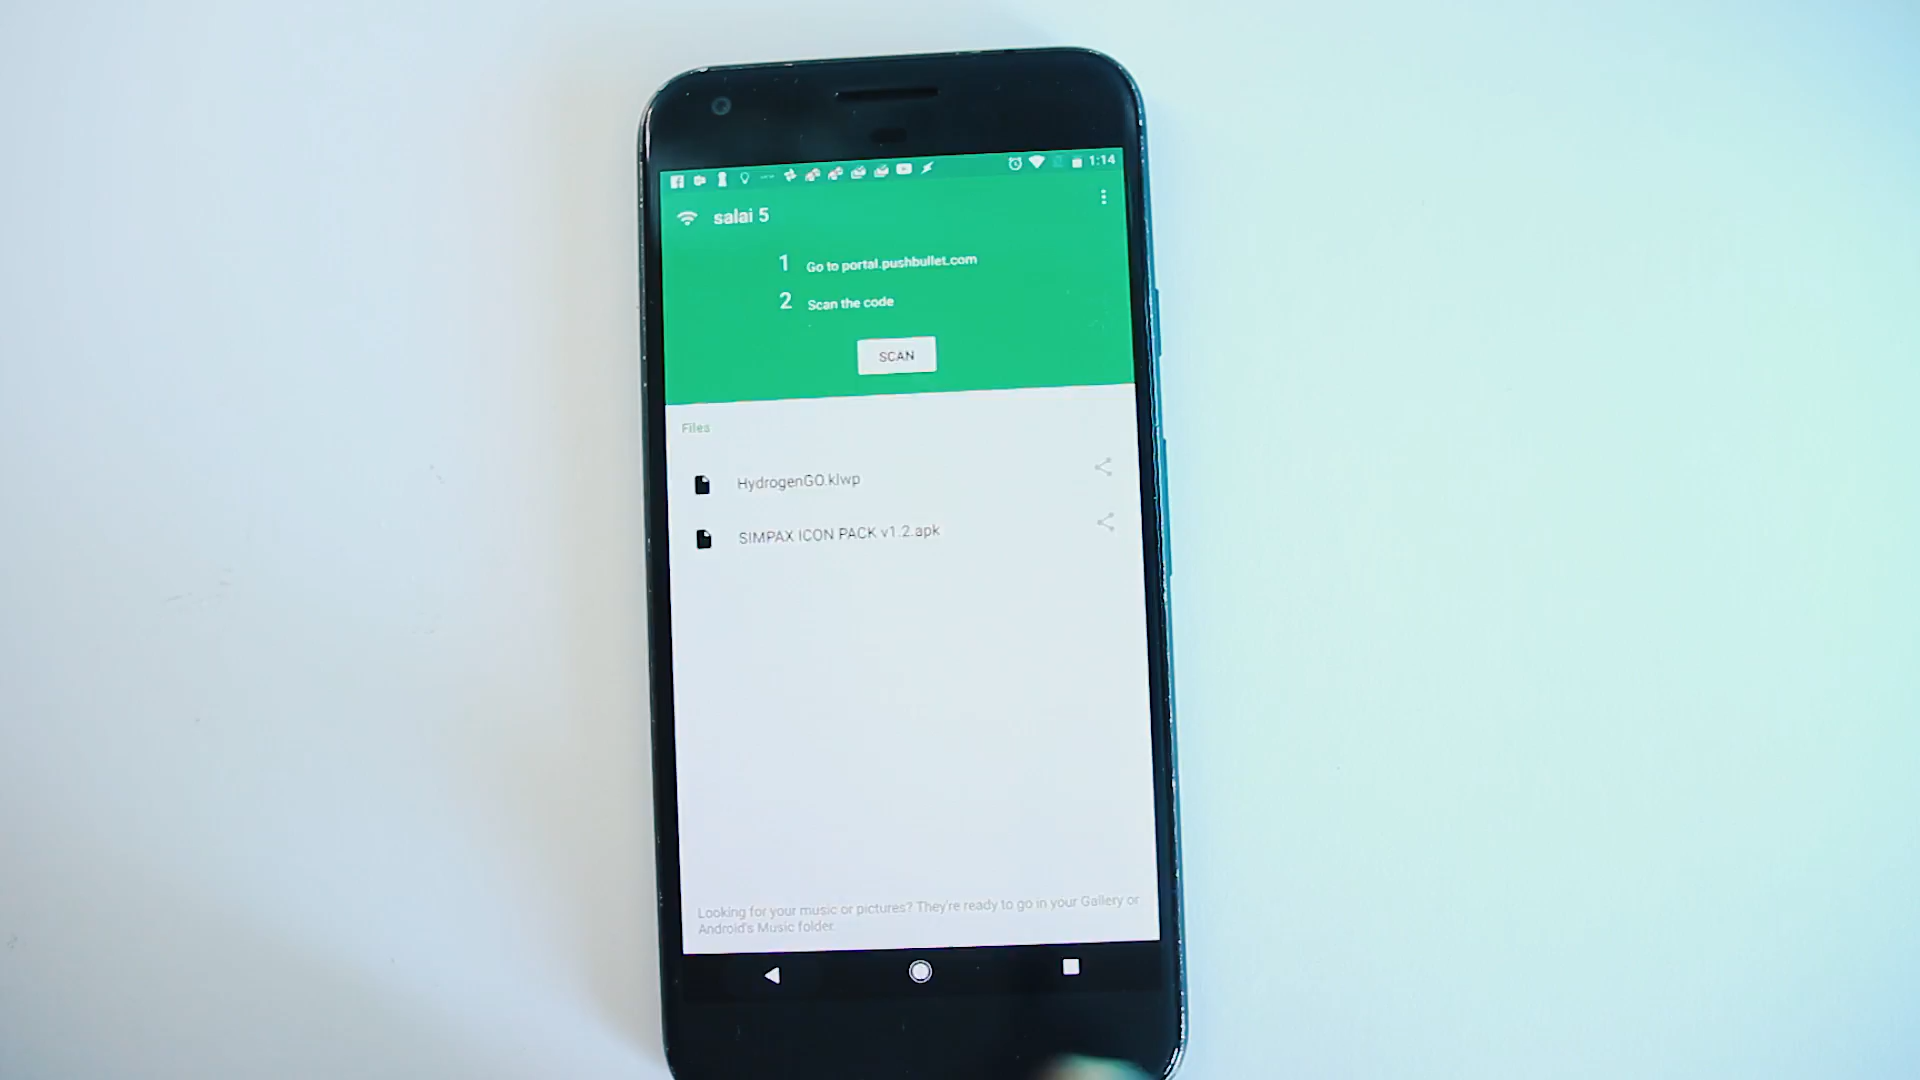 1:14
salai 5
1 Go to portal.pushbullet.com
2 Scan the code
SCAN
Files
HydrogenGO.klwp
SIMPAX ICON PACK v1.2.apk
Looking for your music or pictures? They're ready to go in your Gallery or
Android's Music folder.